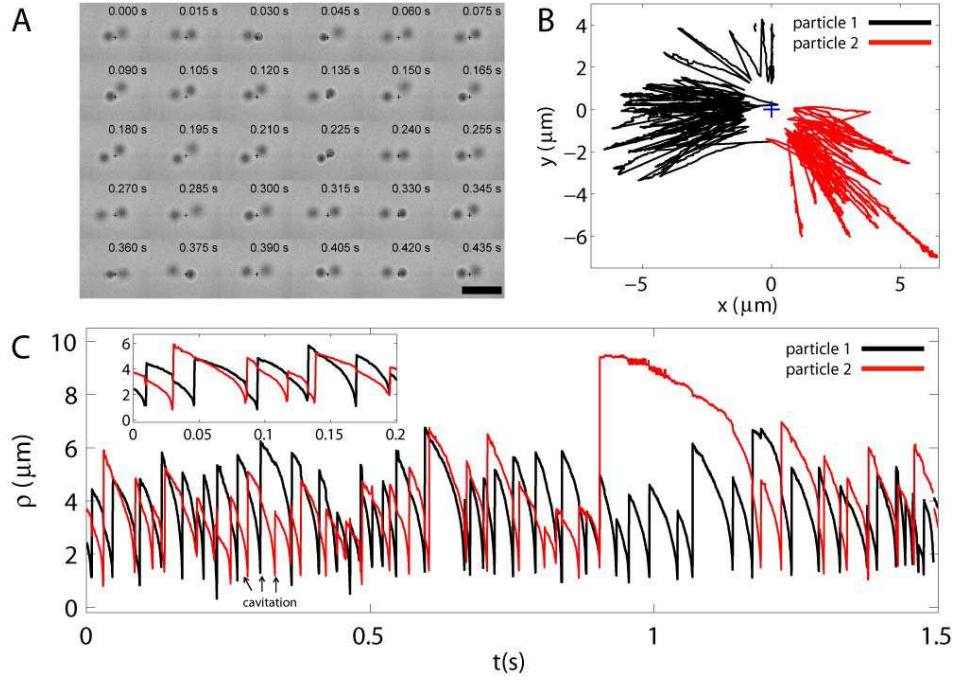 A
0.000 s 0.015 s 0.030 s 0.045 s 0.060 s 0.075 s
0.090 s 0.105 s 0.120 s 0.135 s 0.150 s 0.165 s
0.180 s 0.195 s 0.210 s 0.225 s 0.240 s 0.255 s
0.270 s 0.285 s 0.300 s 0.315 s 0.330 s 0.345 s
0.360 s 0.375 s 0.390 s 0.405 s 0.420 s 0.435 s
B
particle 1
particle 2
4
2
0
−2
−4
−6
y (μm)
−5 0 5
x (μm)
C
particle 1
particle 2
10
8
6
4
2
0
ρ (μm)
6
4
2
0
0 0.05 0.1 0.15 0.2
cavitation
0 0.5 1 1.5
t(s)